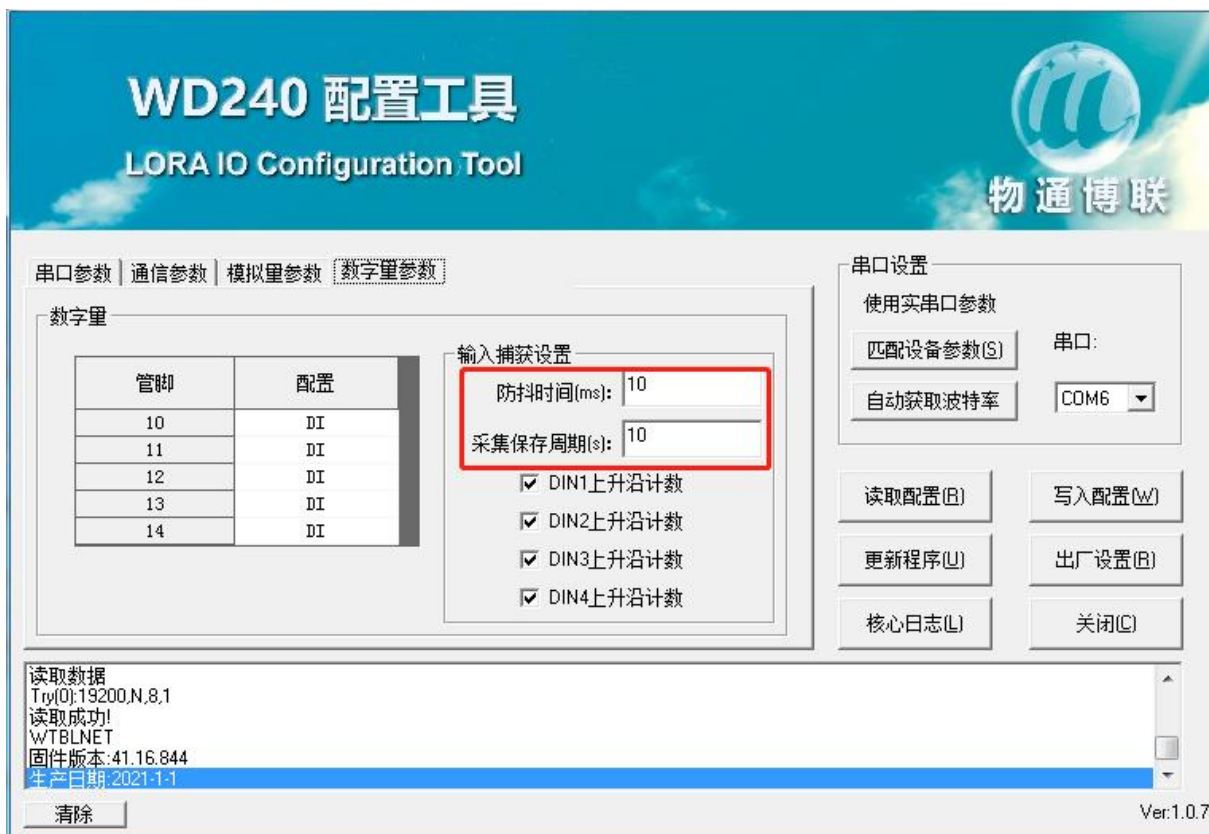 WD240 配置工具
LORA IO Configuration Tool
物通博联
串口参数 通信参数 模拟量参数 数字量参数
数字量
管脚 配置
10 DI
11 DI
12 DI
13 DI
14 DI
输入捕获设置
防抖时间(ms): 10
采集保存周期(s): 10
DIN1上升沿计数
DIN2上升沿计数
DIN3上升沿计数
DIN4上升沿计数
串口设置
使用实串口参数
匹配设备参数(S) 串口:
自动获取波特率 COM6
读取配置(R) 写入配置(W)
更新程序(U) 出厂设置(R)
核心日志(L) 关闭(C)
读取数据
Try(0):19200,N,8,1
读取成功!
WTBLNET
固件版本:41.16.844
生产日期:2021-1-1
清除
Ver:1.0.7